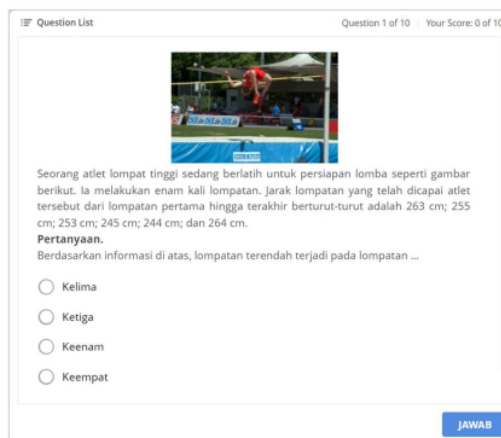 Question List
Question 1 of 10
Your Score: 0 of 10
Seorang atlet lompat tinggi sedang berlatih untuk persiapan lomba seperti gambar
berikut. Ia melakukan enam kali lompatan. Jarak lompatan yang telah dicapai atlet
tersebut dari lompatan pertama hingga terakhir berturut-turut adalah 263 cm; 255
cm; 253 cm; 245 cm; 244 cm; dan 264 cm.
Pertanyaan.
Berdasarkan informasi di atas, lompatan terendah terjadi pada lompatan ...
Kelima
Ketiga
Keenam
Keempat
JAWAB